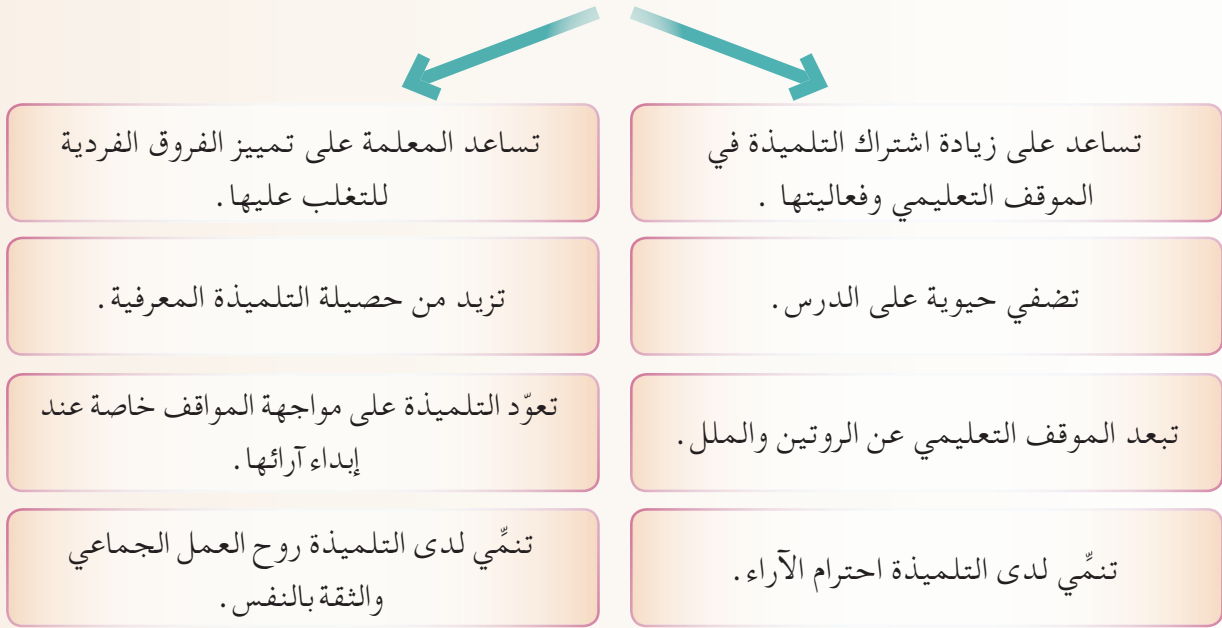 تساعد على زيادة اشتراك التلميذة في
الموقف التعليمي وفعاليتها .
تضفي حيوية على الدرس .
تبعد الموقف التعليمي عن الروتين والملل .
تنمِّي لدى التلميذة احترام الآراء .
تساعد المعلمة على تمييز الفروق الفردية
للتغلب عليها .
تزيد من حصيلة التلميذة المعرفية .
تعوّد التلميذة على مواجهة المواقف خاصة عند
إبداء آرائها .
تنمِّي لدى التلميذة روح العمل الجماعي
والثقة بالنفس .